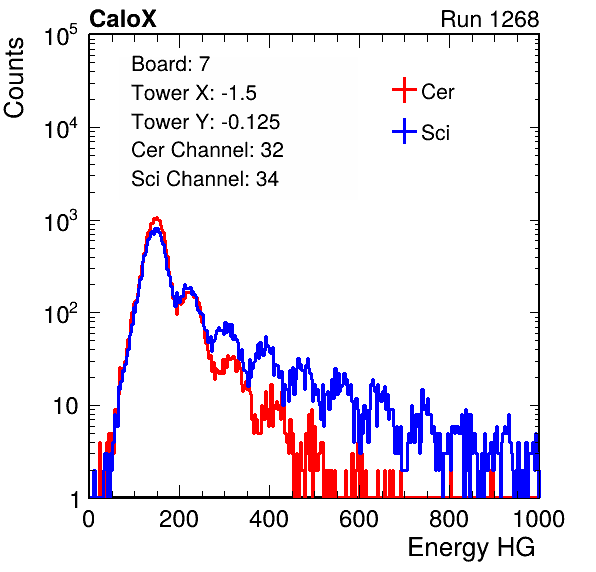 CaloX Run 1268
Counts
10^5
10^4
10^3
10^2
10
1
Board: 7
Tower X: -1.5
Tower Y: -0.125
Cer Channel: 32
Sci Channel: 34
Cer
Sci
0 200 400 600 800 1000
Energy HG